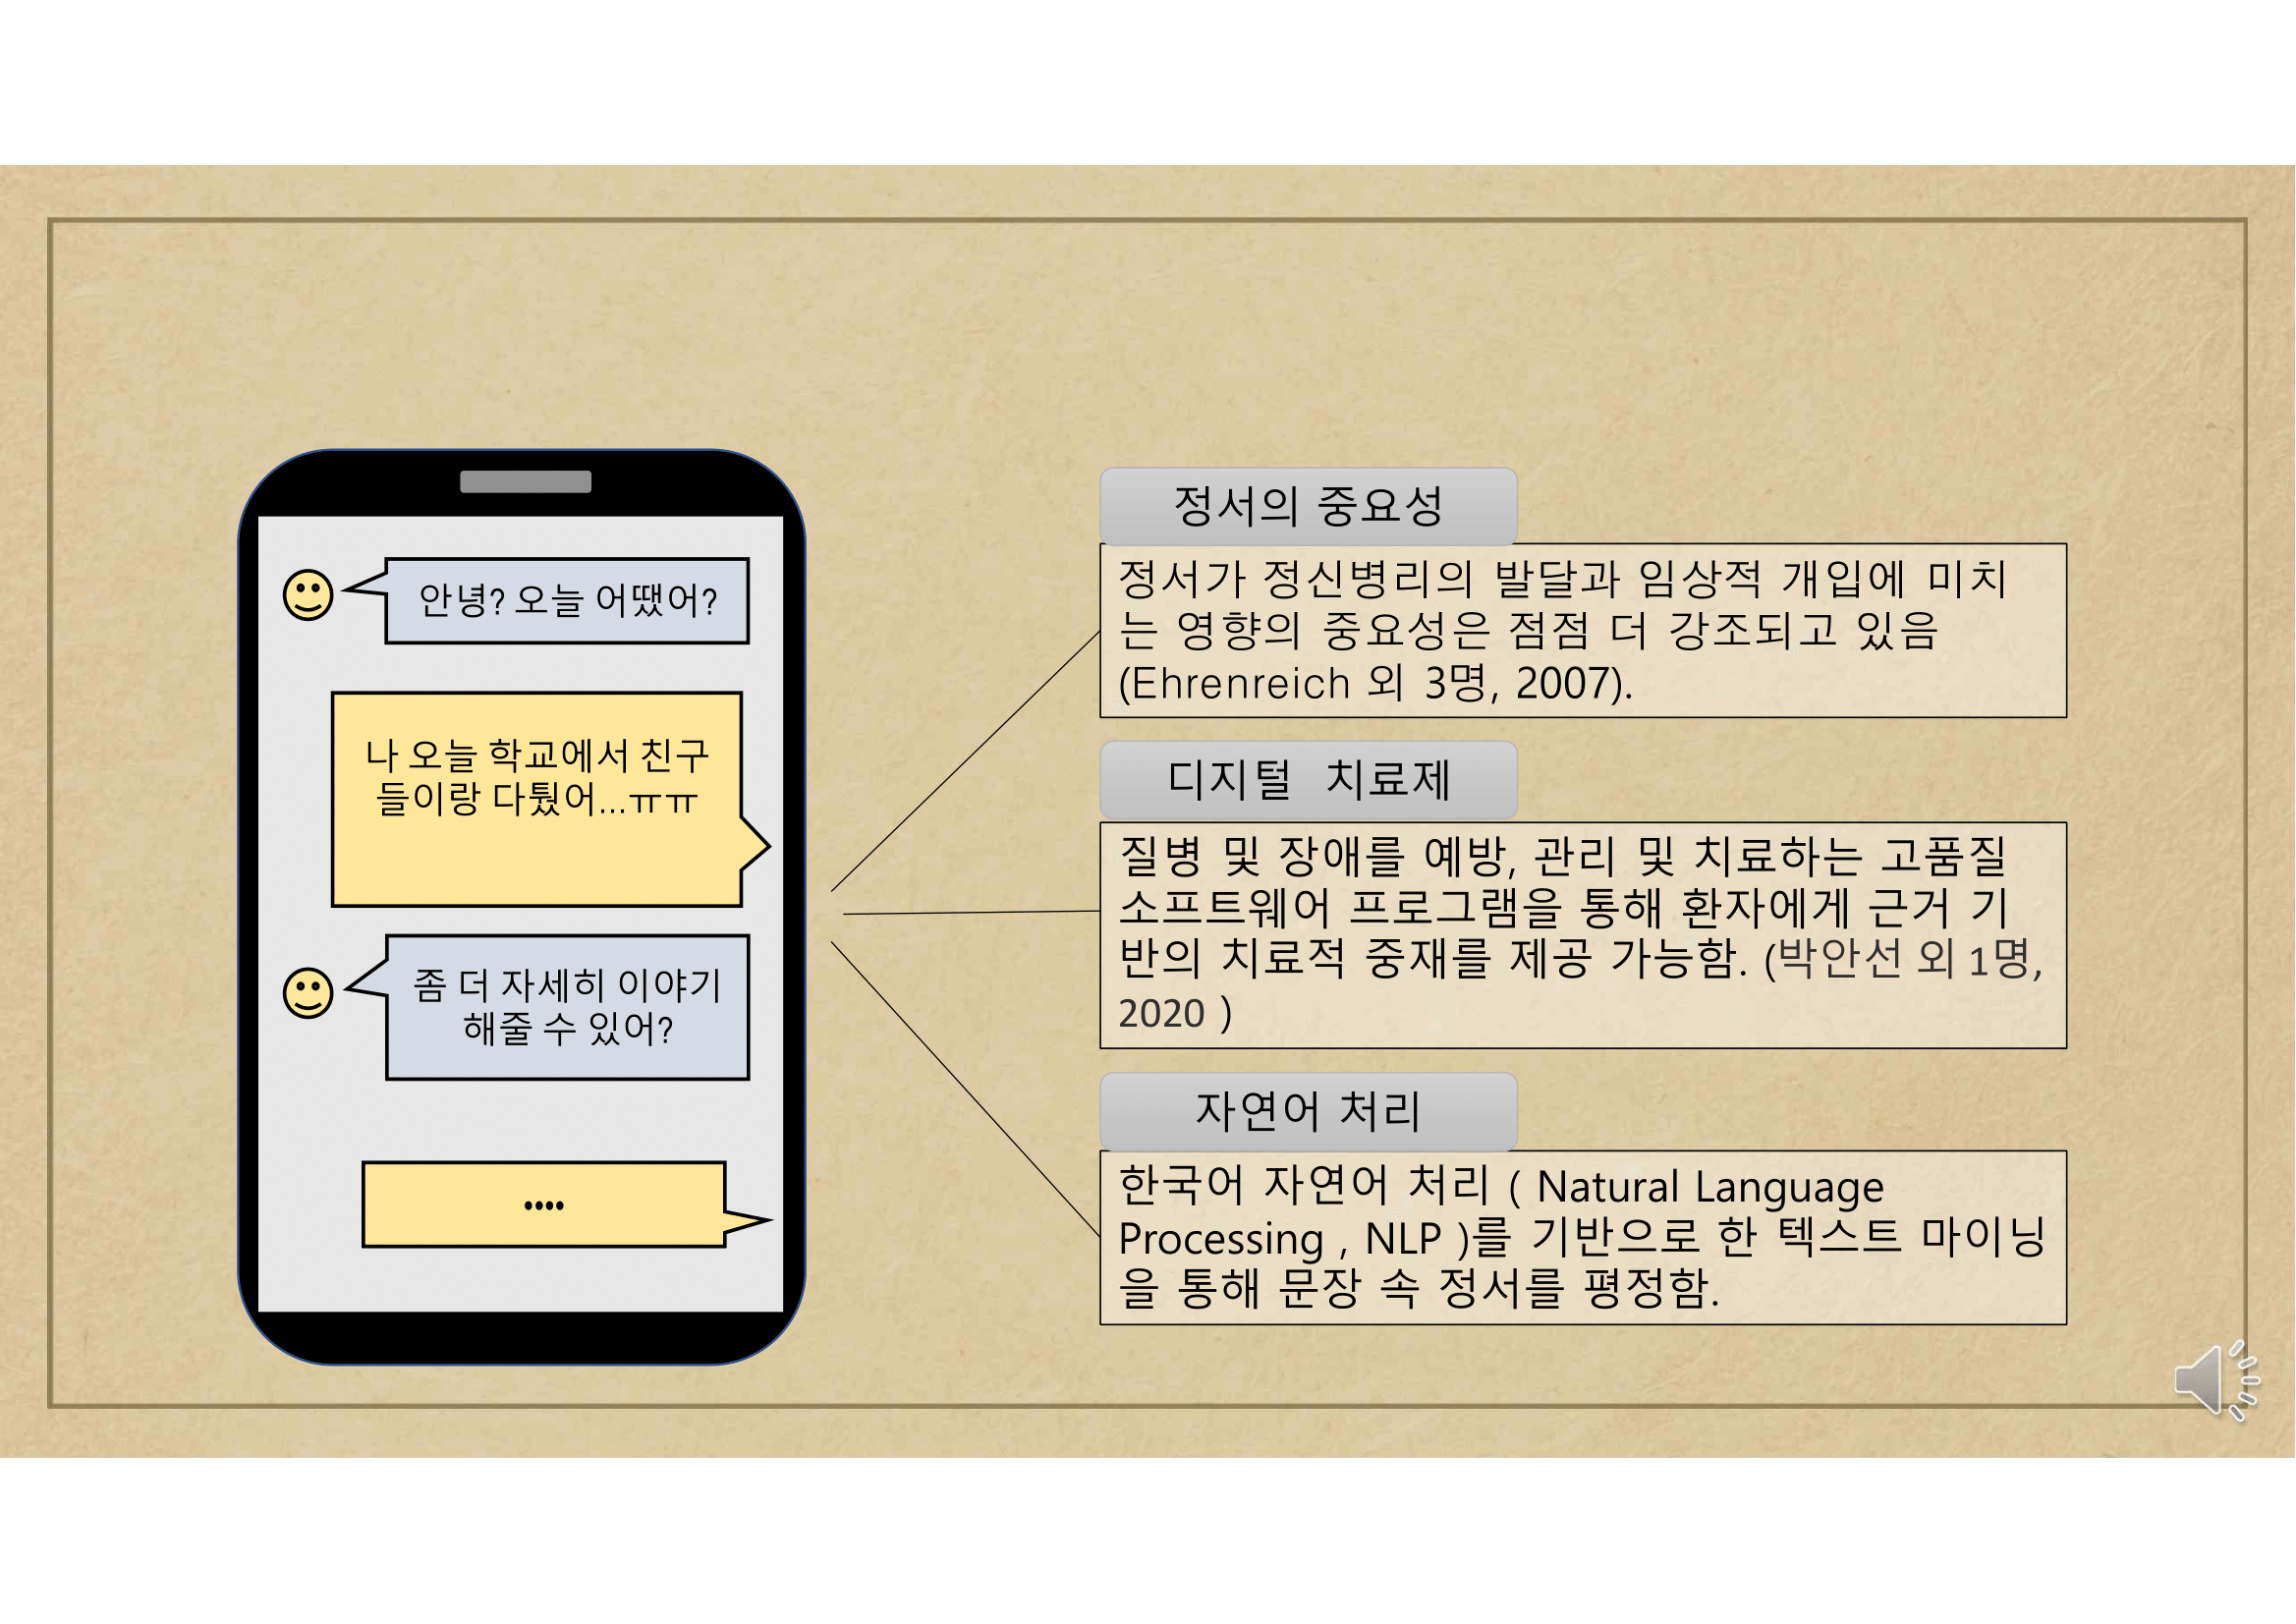 안녕? 오늘 어땠어?
나 오늘 학교에서 친구
들이랑 다퉜어...ㅠㅠ
좀 더 자세히 이야기
해줄 수 있어?
••••
정서의 중요성
정서가 정신병리의 발달과 임상적 개입에 미치
는 영향의 중요성은 점점 더 강조되고 있음
(Ehrenreich 외 3명, 2007).
디지털 치료제
질병 및 장애를 예방, 관리 및 치료하는 고품질
소프트웨어 프로그램을 통해 환자에게 근거 기
반의 치료적 중재를 제공 가능함. (박안선 외 1명,
2020 )
자연어 처리
한국어 자연어 처리 ( Natural Language
Processing , NLP )를 기반으로 한 텍스트 마이닝
을 통해 문장 속 정서를 평정함.